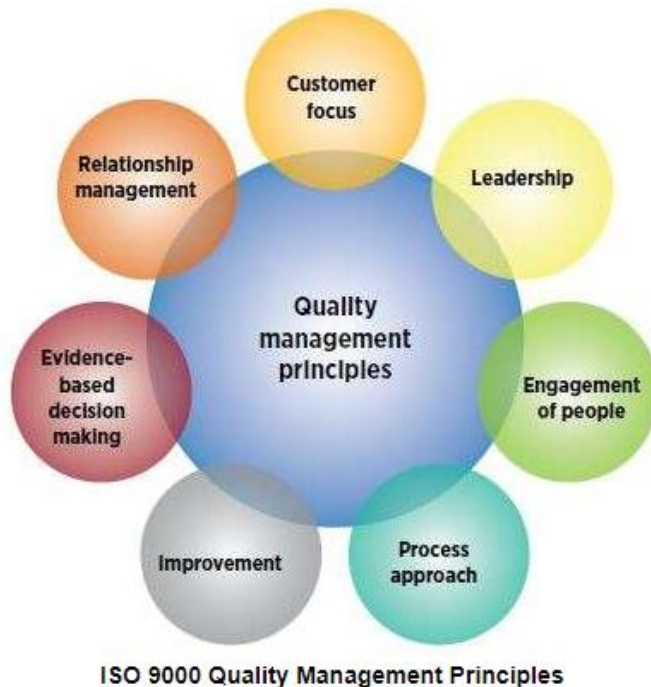 Customer
focus
Leadership
Engagement
of people
Process
approach
Improvement
Evidence-
based
decision
making
Relationship
management
Quality
management
principles
ISO 9000 Quality Management Principles